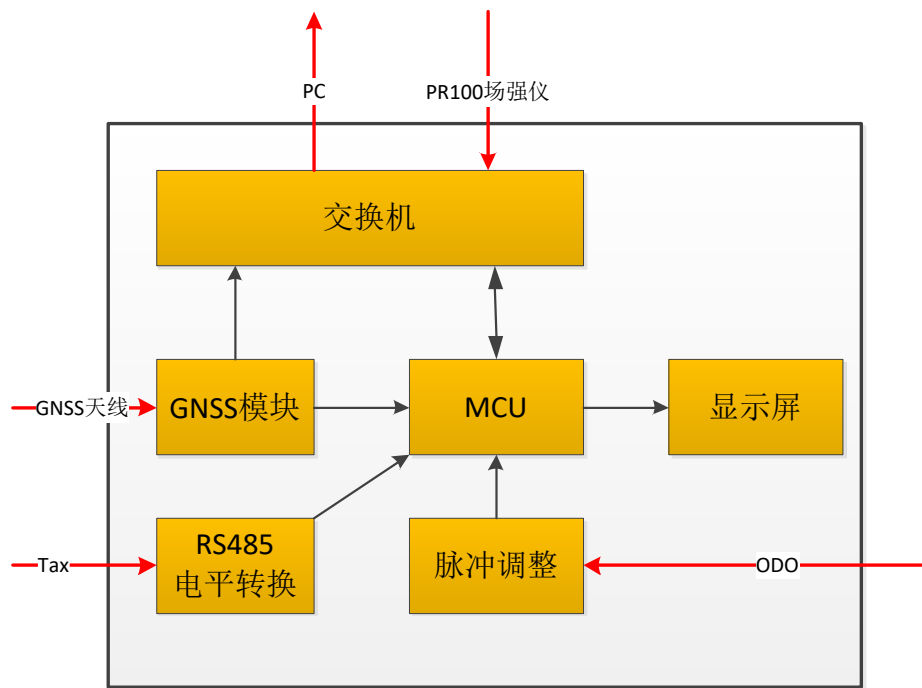 PC
PR100场强仪
交换机
GNSS天线
GNSS模块
MCU
显示屏
Tax
RS485
电平转换
脉冲调整
ODO